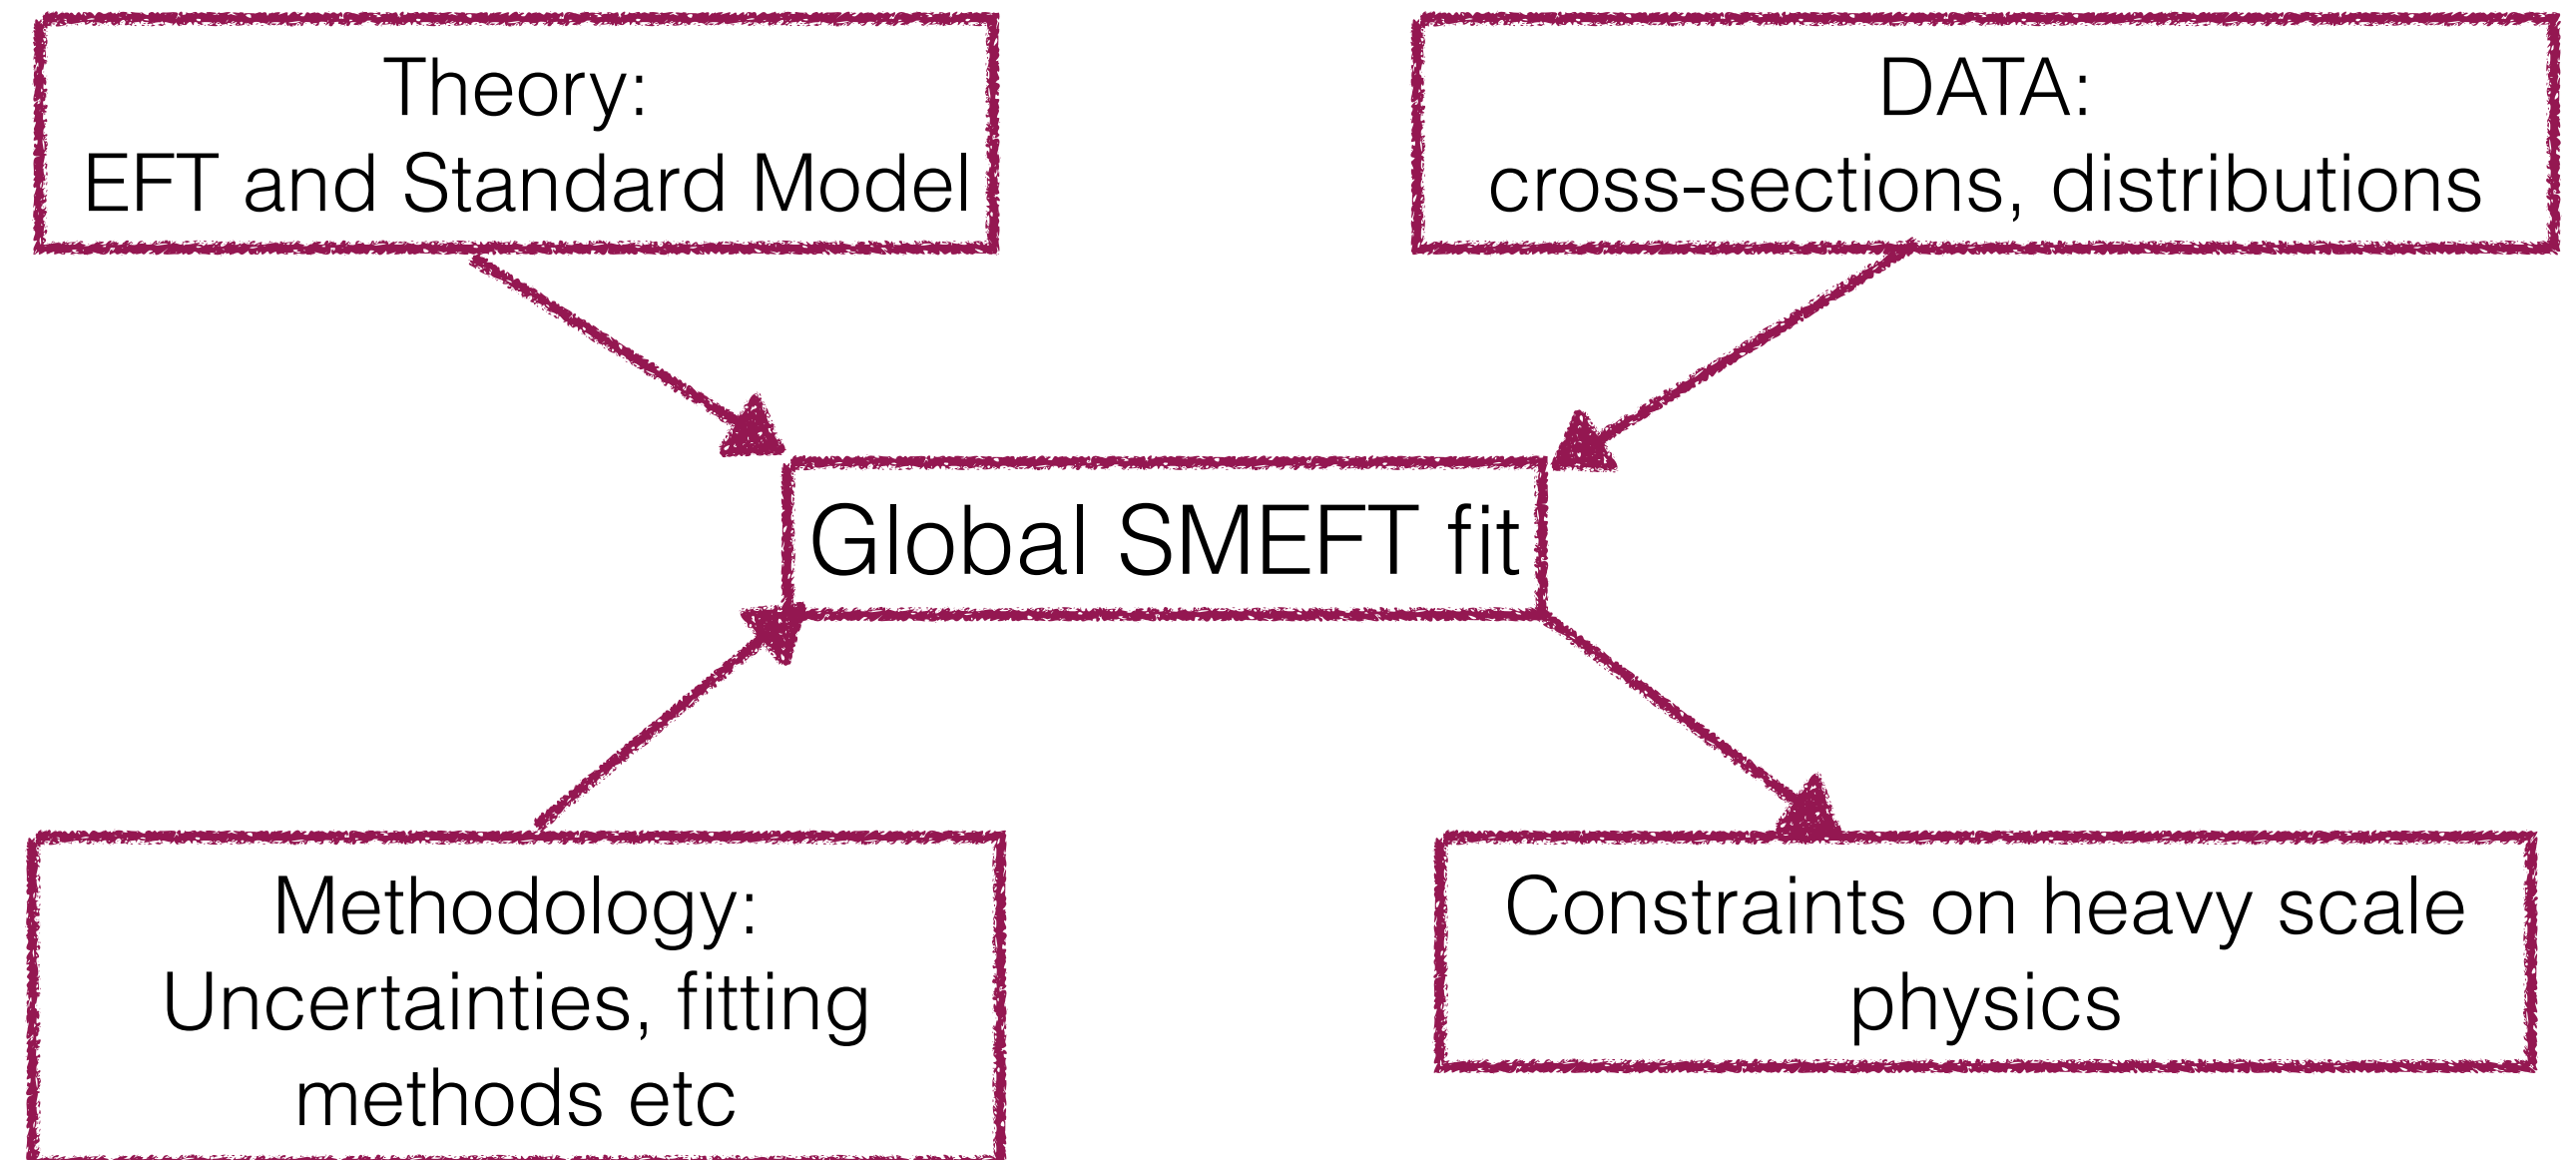 Theory:
EFT and Standard Model
DATA:
cross-sections, distributions
Global SMEFT fit
Methodology:
Uncertainties, fitting
methods etc
Constraints on heavy scale
physics